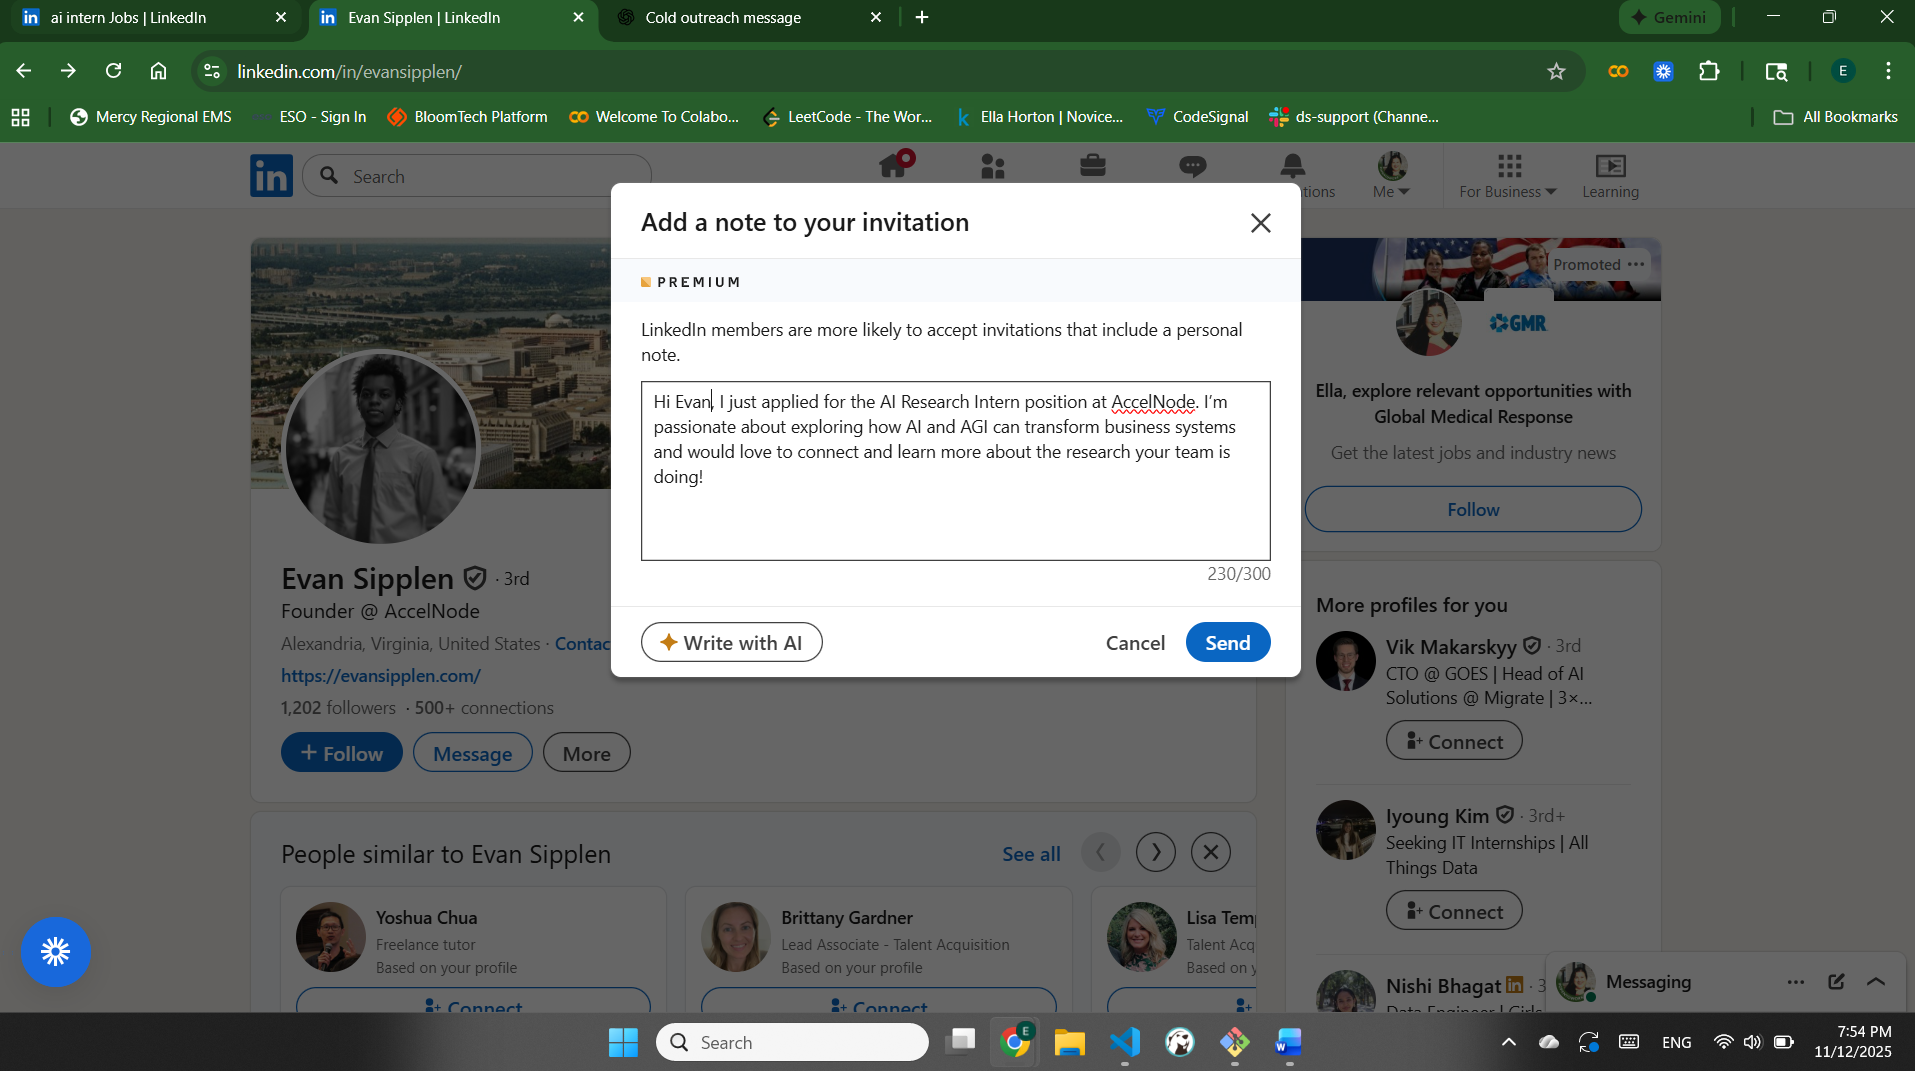 ai intern Jobs | LinkedIn
Evan Sipplen | LinkedIn
Cold outreach message
Gemini
linkedin.com/in/evansipplen/
E
Mercy Regional EMS
ESO - Sign In
BloomTech Platform
Welcome To Colabo...
LeetCode - The Wor...
Ella Horton | Novice...
CodeSignal
ds-support (Channe...
All Bookmarks
in
Search
tions
Me
For Business
Learning
Add a note to your invitation
PREMIUM
LinkedIn members are more likely to accept invitations that include a personal
note.
Hi Evan, I just applied for the AI Research Intern position at AccelNode. I’m
passionate about exploring how AI and AGI can transform business systems
and would love to connect and learn more about the research your team is
doing!
230/300
Write with AI
Cancel
Send
Evan Sipplen · 3rd
Founder @ AccelNode
Alexandria, Virginia, United States · Contac
https://evansipplen.com/
1,202 followers · 500+ connections
+ Follow
Message
More
People similar to Evan Sipplen
See all
Yoshua Chua
Freelance tutor
Based on your profile
Connect
Brittany Gardner
Lead Associate - Talent Acquisition
Based on your profile
Connect
Lisa Tem
Talent Acq
Based on y
Promoted
GMR
Ella, explore relevant opportunities with
Global Medical Response
Get the latest jobs and industry news
Follow
More profiles for you
Vik Makarskyy · 3rd
CTO @ GOES | Head of AI
Solutions @ Migrate | 3×...
Connect
Iyoung Kim · 3rd+
Seeking IT Internships | All
Things Data
Connect
Nishi Bhagat in · 3
Data Engineer | Girls
Messaging
Search
E
ENG
7:54 PM
11/12/2025